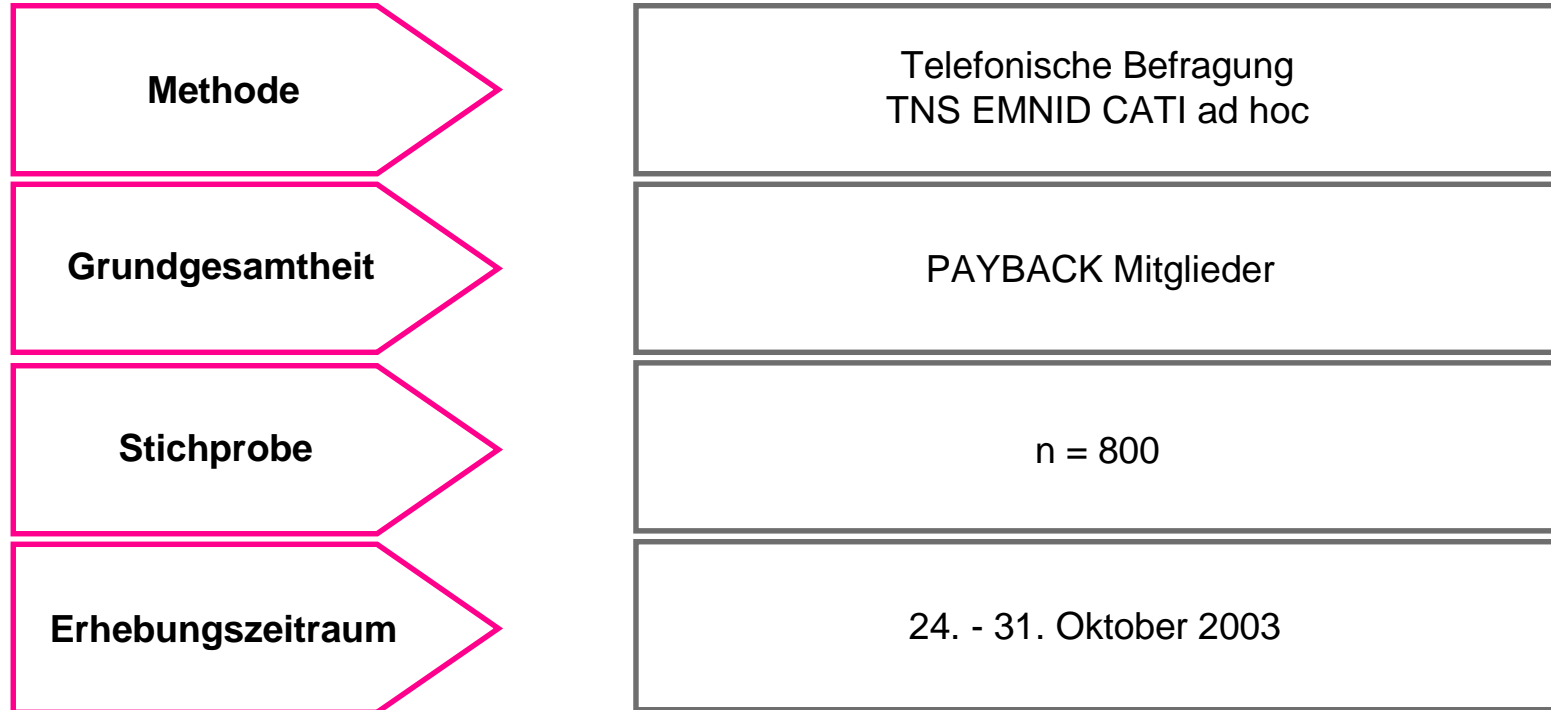 Methode
Telefonische Befragung
TNS EMNID CATI ad hoc
Grundgesamtheit
PAYBACK Mitglieder
Stichprobe
n = 800
Erhebungszeitraum
24. - 31. Oktober 2003